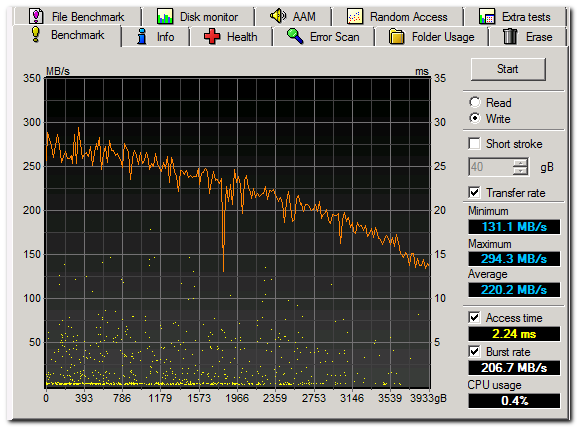 File Benchmark
Disk monitor
AAM
Random Access
Extra tests
Benchmark
Info
Health
Error Scan
Folder Usage
Erase
MB/s
ms
350
35
300
30
250
25
200
20
150
15
100
10
50
5
0 393 786 1179 1573 1966 2359 2753 3146 3539 3933gB
Start
Read
Write
Short stroke
40 gB
Transfer rate
Minimum
131.1 MB/s
Maximum
294.3 MB/s
Average
220.2 MB/s
Access time
2.24 ms
Burst rate
206.7 MB/s
CPU usage
0.4%